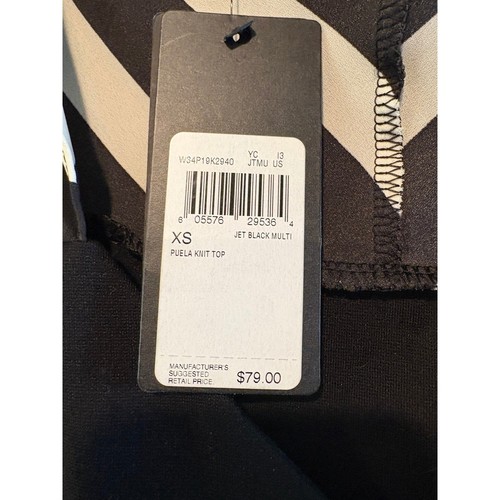 W34P19K2940 YC I3
JTMU US
6 05576 29536 4
XS JET BLACK MULTI
PUELA KNIT TOP
MANUFACTURER'S
SUGGESTED
RETAIL PRICE $79.00